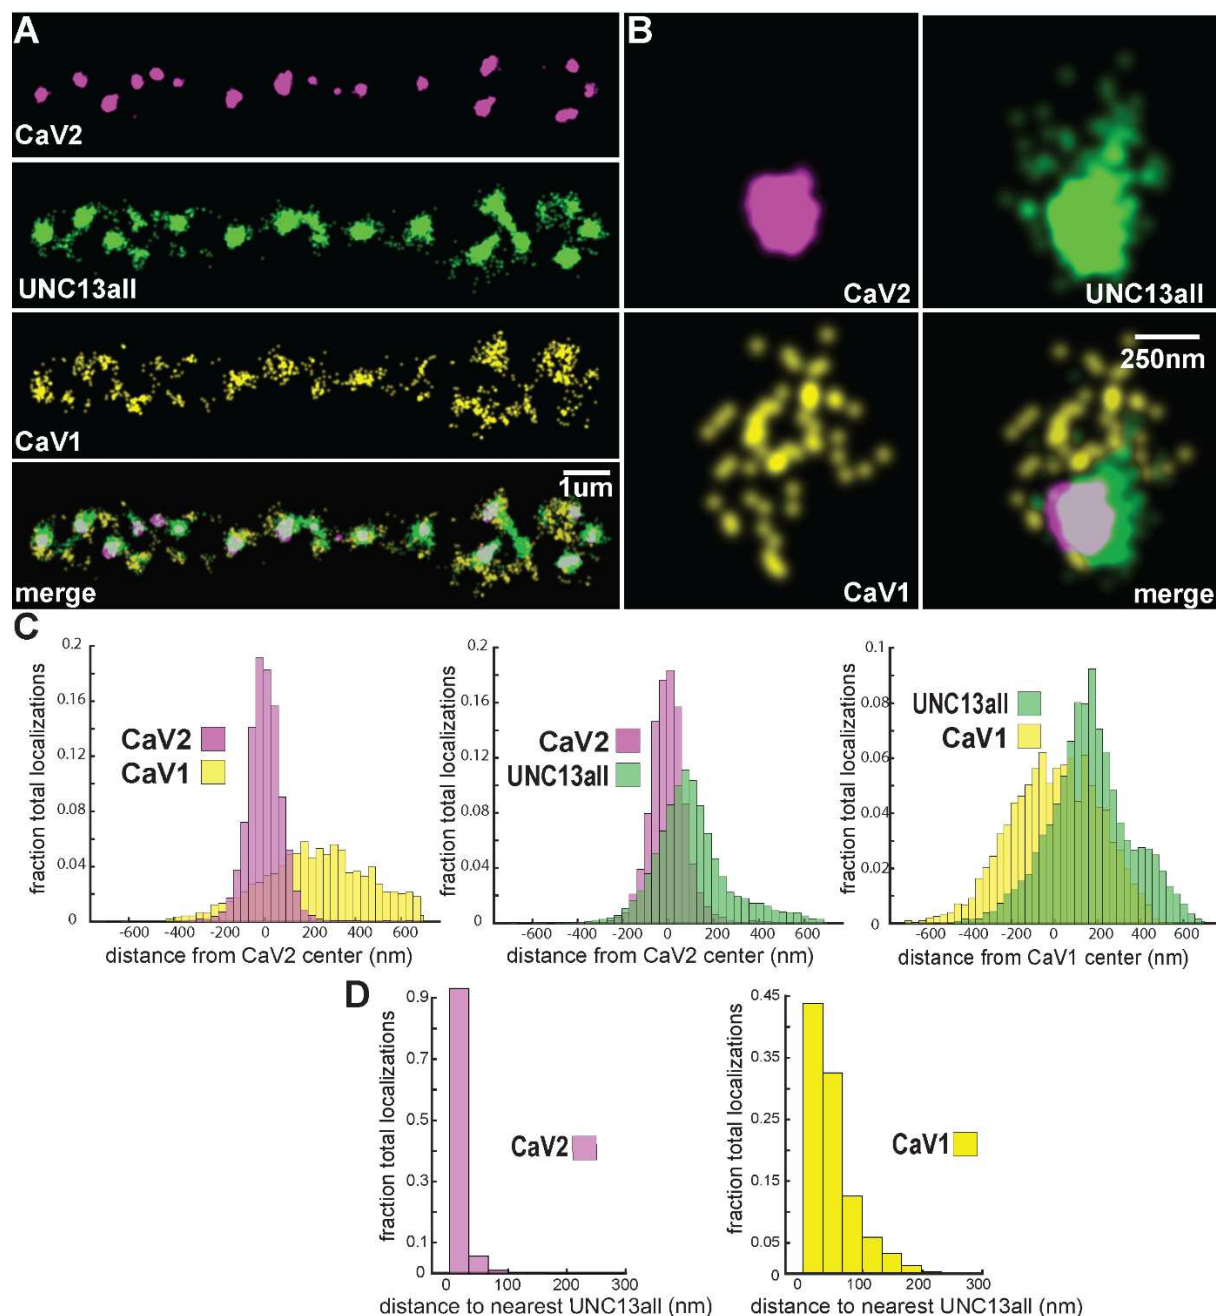 A
CaV2
UNC13all
CaV1
1um
merge
B
CaV2
UNC13all
CaV1
250nm
merge
C
fraction total localizations
0.2
0.16
0.12
0.08
0.04
0
CaV2
CaV1
-600 -400 -200 0 200 400 600
distance from CaV2 center (nm)
fraction total localizations
0.2
0.16
0.12
0.08
0.04
0
CaV2
UNC13all
-600 -400 -200 0 200 400 600
distance from CaV2 center (nm)
fraction total localizations
0.1
0.08
0.06
0.04
0.02
0
UNC13all
CaV1
-600 -400 -200 0 200 400 600
distance from CaV1 center (nm)
D
fraction total localizations
0.9
0.7
0.5
0.3
0.1
0
CaV2
0 100 200 300
distance to nearest UNC13all (nm)
fraction total localizations
0.45
0.35
0.25
0.15
0.05
0
CaV1
0 100 200 300
distance to nearest UNC13all (nm)